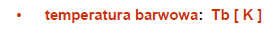 • temperatura barwowa: Tb [ K ]